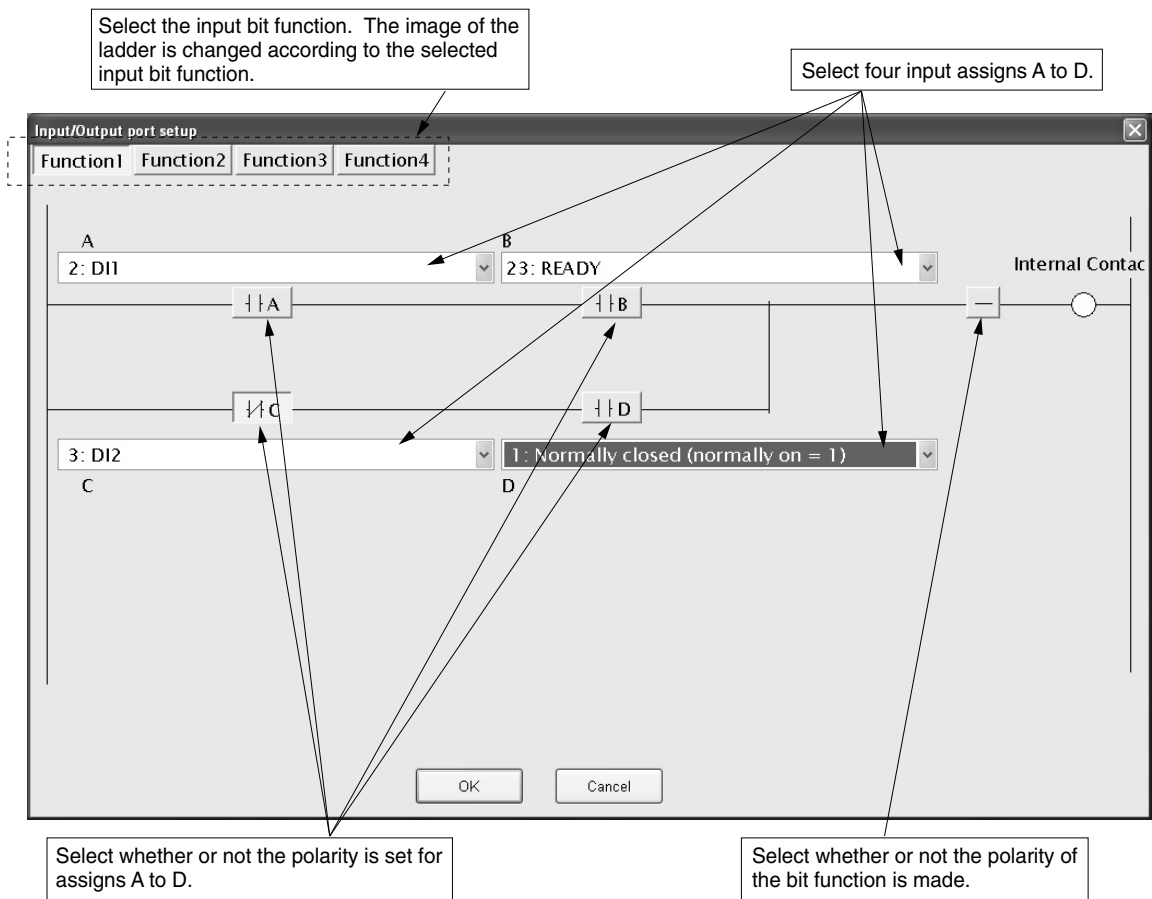 Select the input bit function. The image of the
ladder is changed according to the selected
input bit function.
Select four input assigns A to D.
Input/Output port setup
Function1 Function2 Function3 Function4
A
B
2: DI1
23: READY
Internal Contac
A
B
C
D
3: DI2
1: Normally closed (normally on = 1)
C
D
OK
Cancel
Select whether or not the polarity is set for
assigns A to D.
Select whether or not the polarity of
the bit function is made.